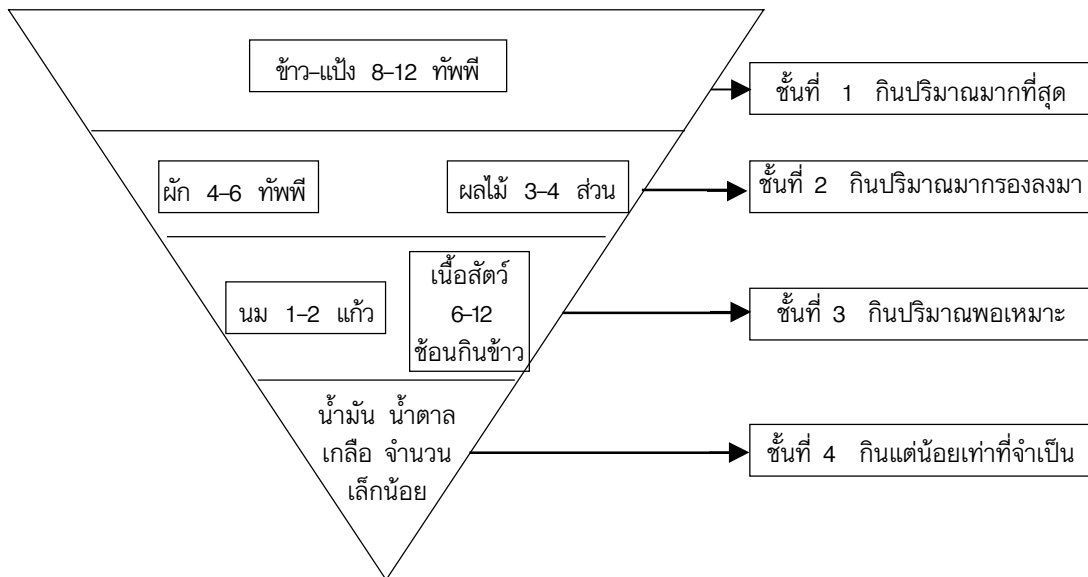 ข้าว-แป้ง 8-12 ทัพพี
ชั้นที่ 1 กินปริมาณมากที่สุด
ผัก 4-6 ทัพพี
ผลไม้ 3-4 ส่วน
ชั้นที่ 2 กินปริมาณมากรองลงมา
นม 1-2 แก้ว
เนื้อสัตว์
6-12
ช้อนกินข้าว
ชั้นที่ 3 กินปริมาณพอเหมาะ
น้ำมัน น้ำตาล
เกลือ จำนวน
เล็กน้อย
ชั้นที่ 4 กินแต่น้อยเท่าที่จำเป็น